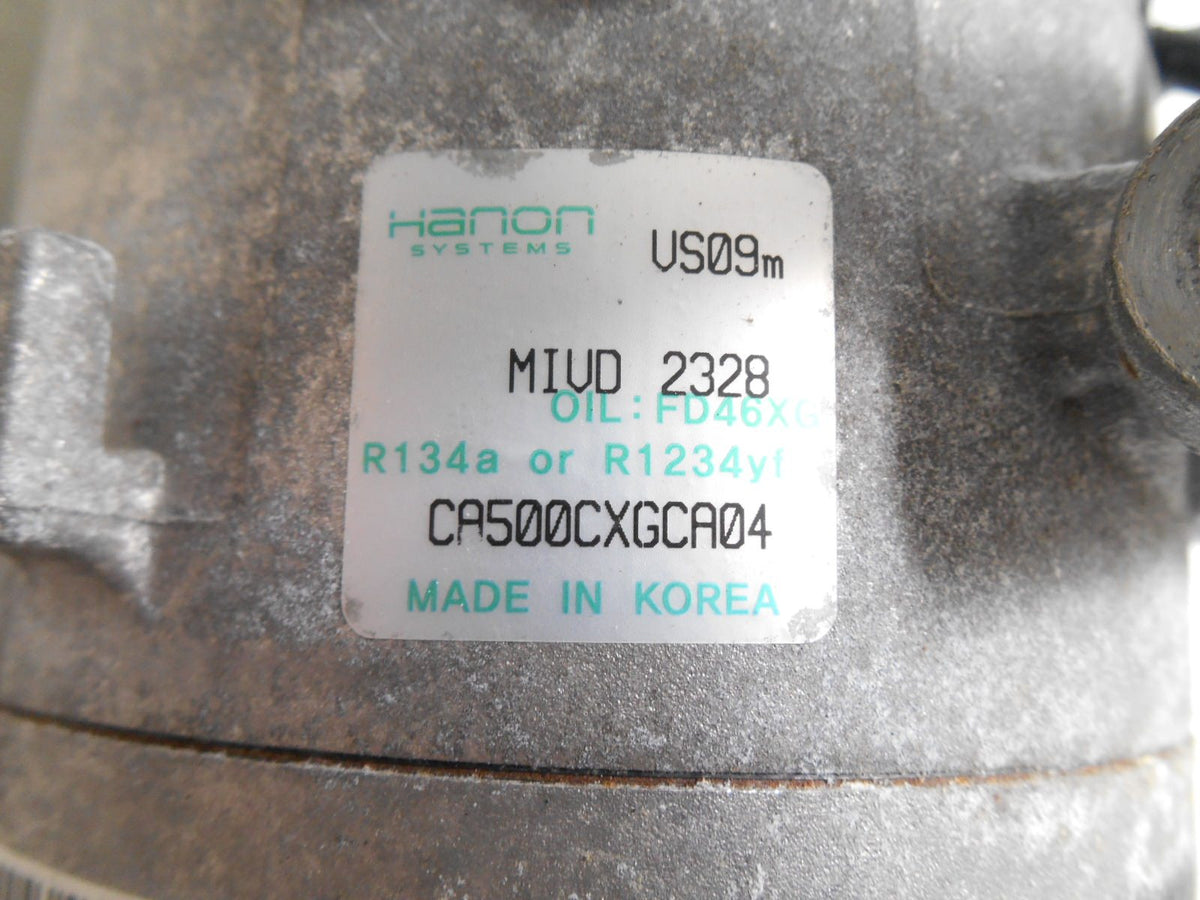 Hanon
SYSTEMS
VS09m
MIVD 2328
OIL: FD46XG
R134a or R1234yf
CA500CXGCA04
MADE IN KOREA